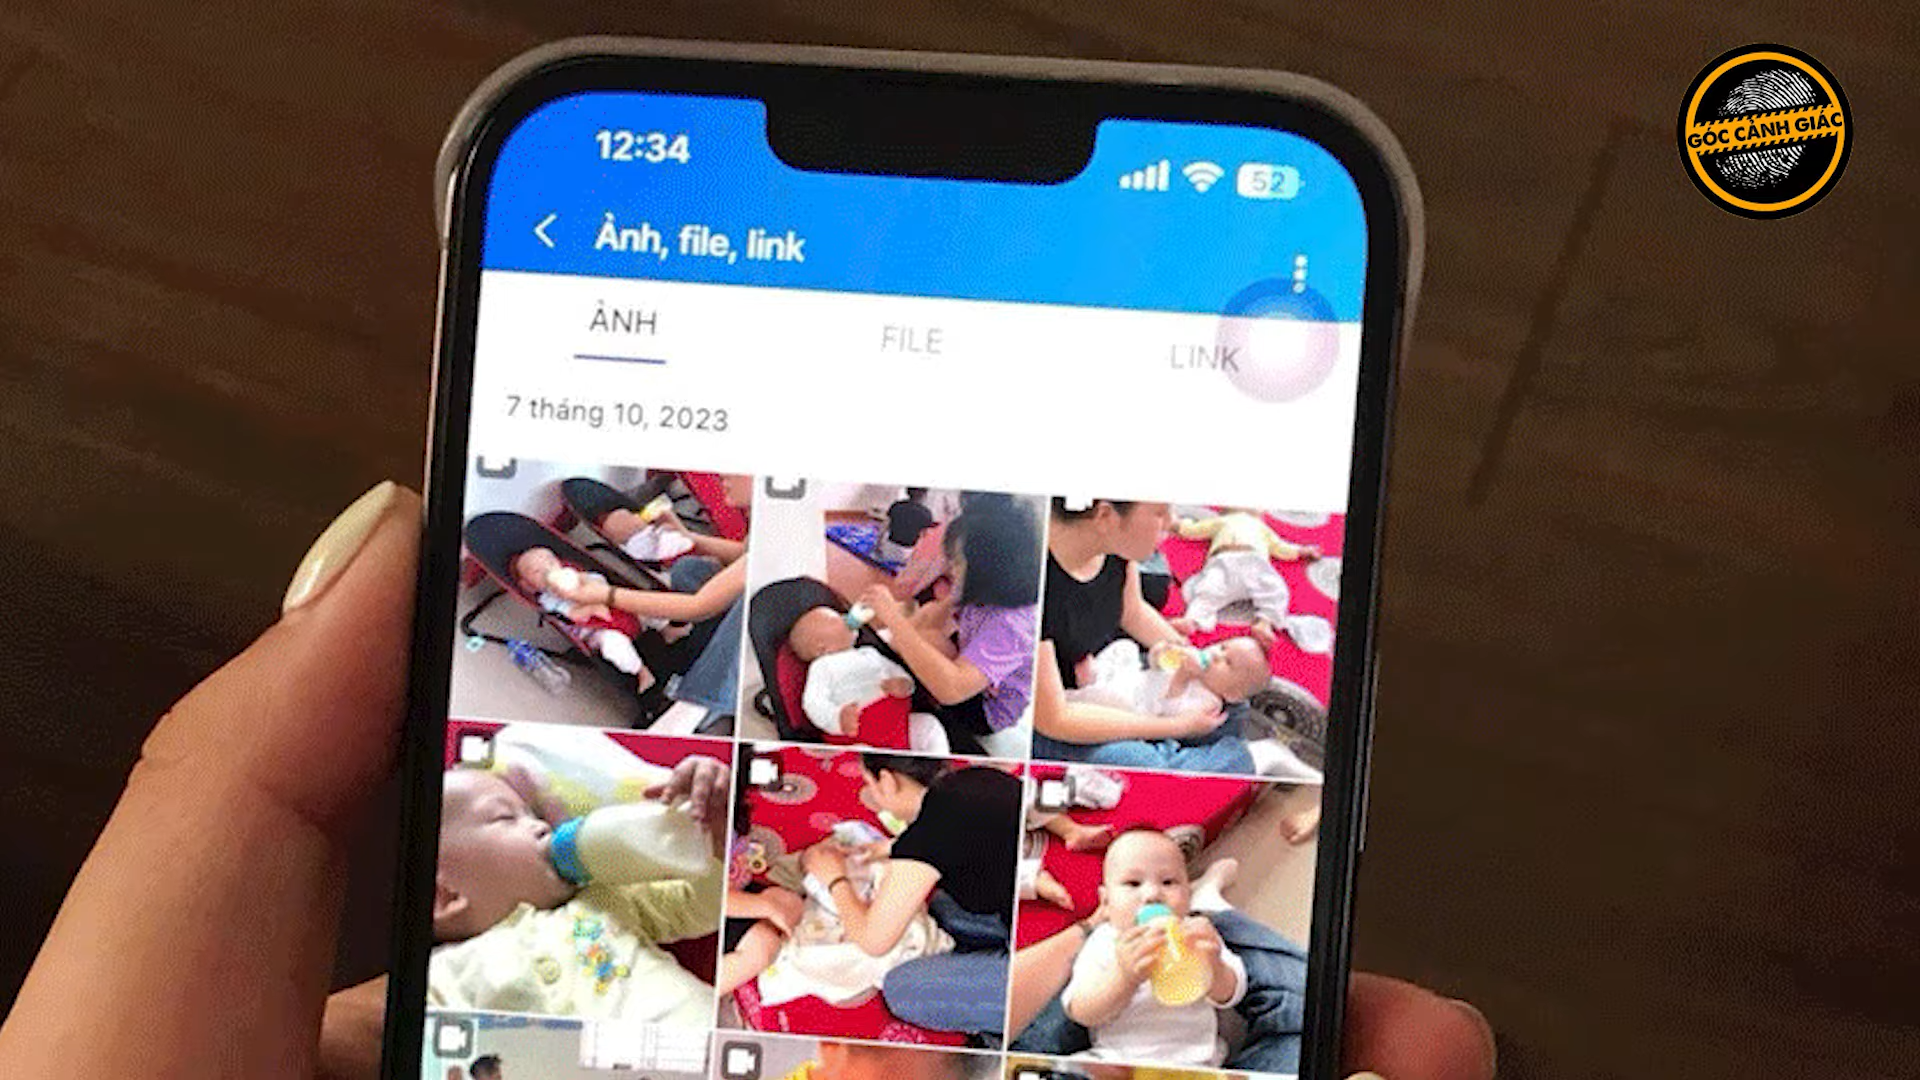 12:34
52
Ảnh, file, link
ẢNH
FILE
LINK
7 tháng 10, 2023
GÓC CẢNH GIÁC